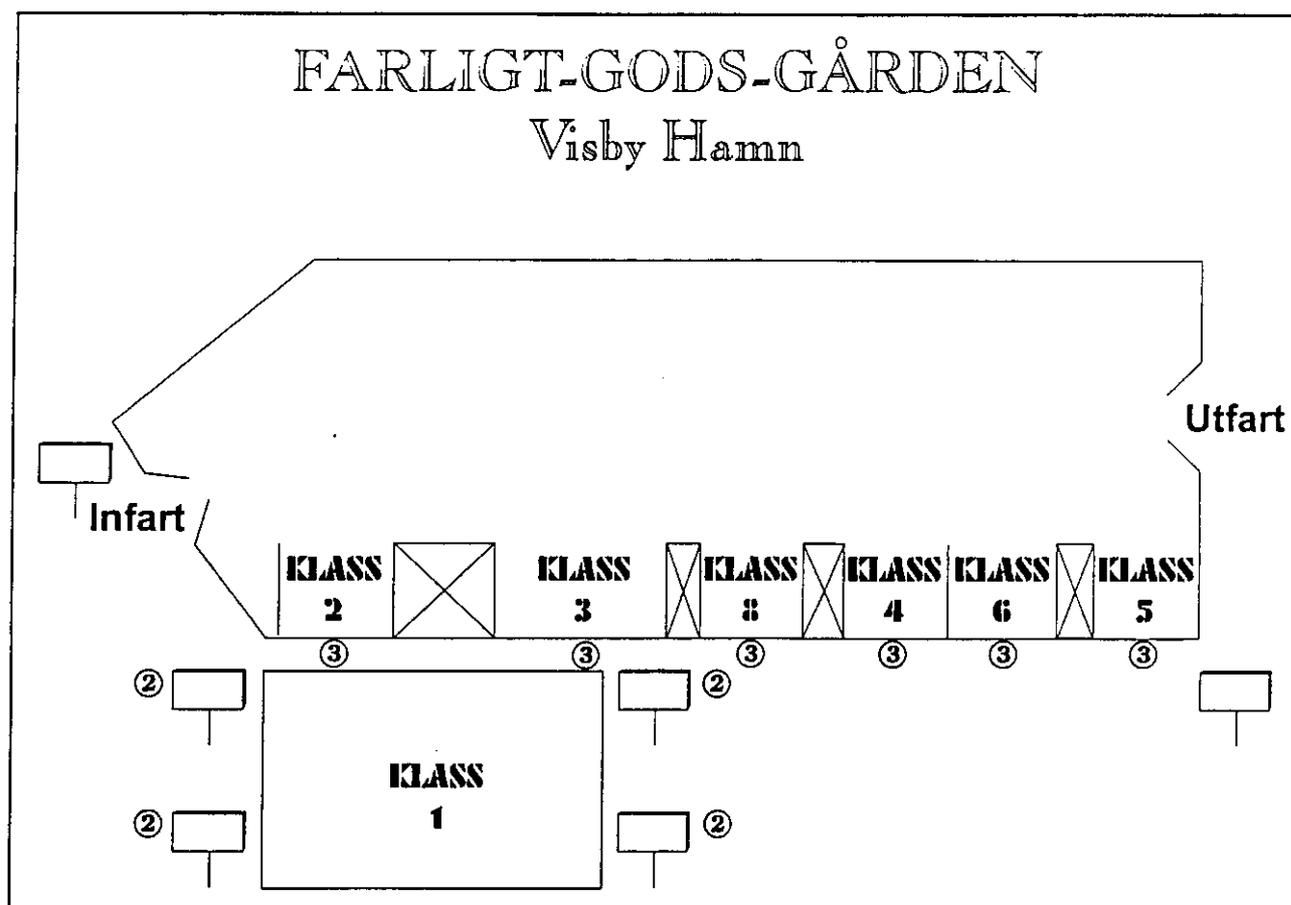 FARLIGT-GODS-GÅRDEN
Visby Hamn
Utfart
Infart
KLASS
2
KLASS
3
KLASS
8
KLASS
4
KLASS
6
KLASS
5
③
③
③
③
③
③
②
②
KLASS
1
②
②